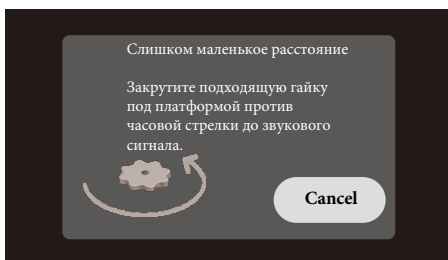 Слишком маленькое расстояние
Закрутите подходящую гайку
под платформой против
часовой стрелки до звукового
сигнала.
Cancel